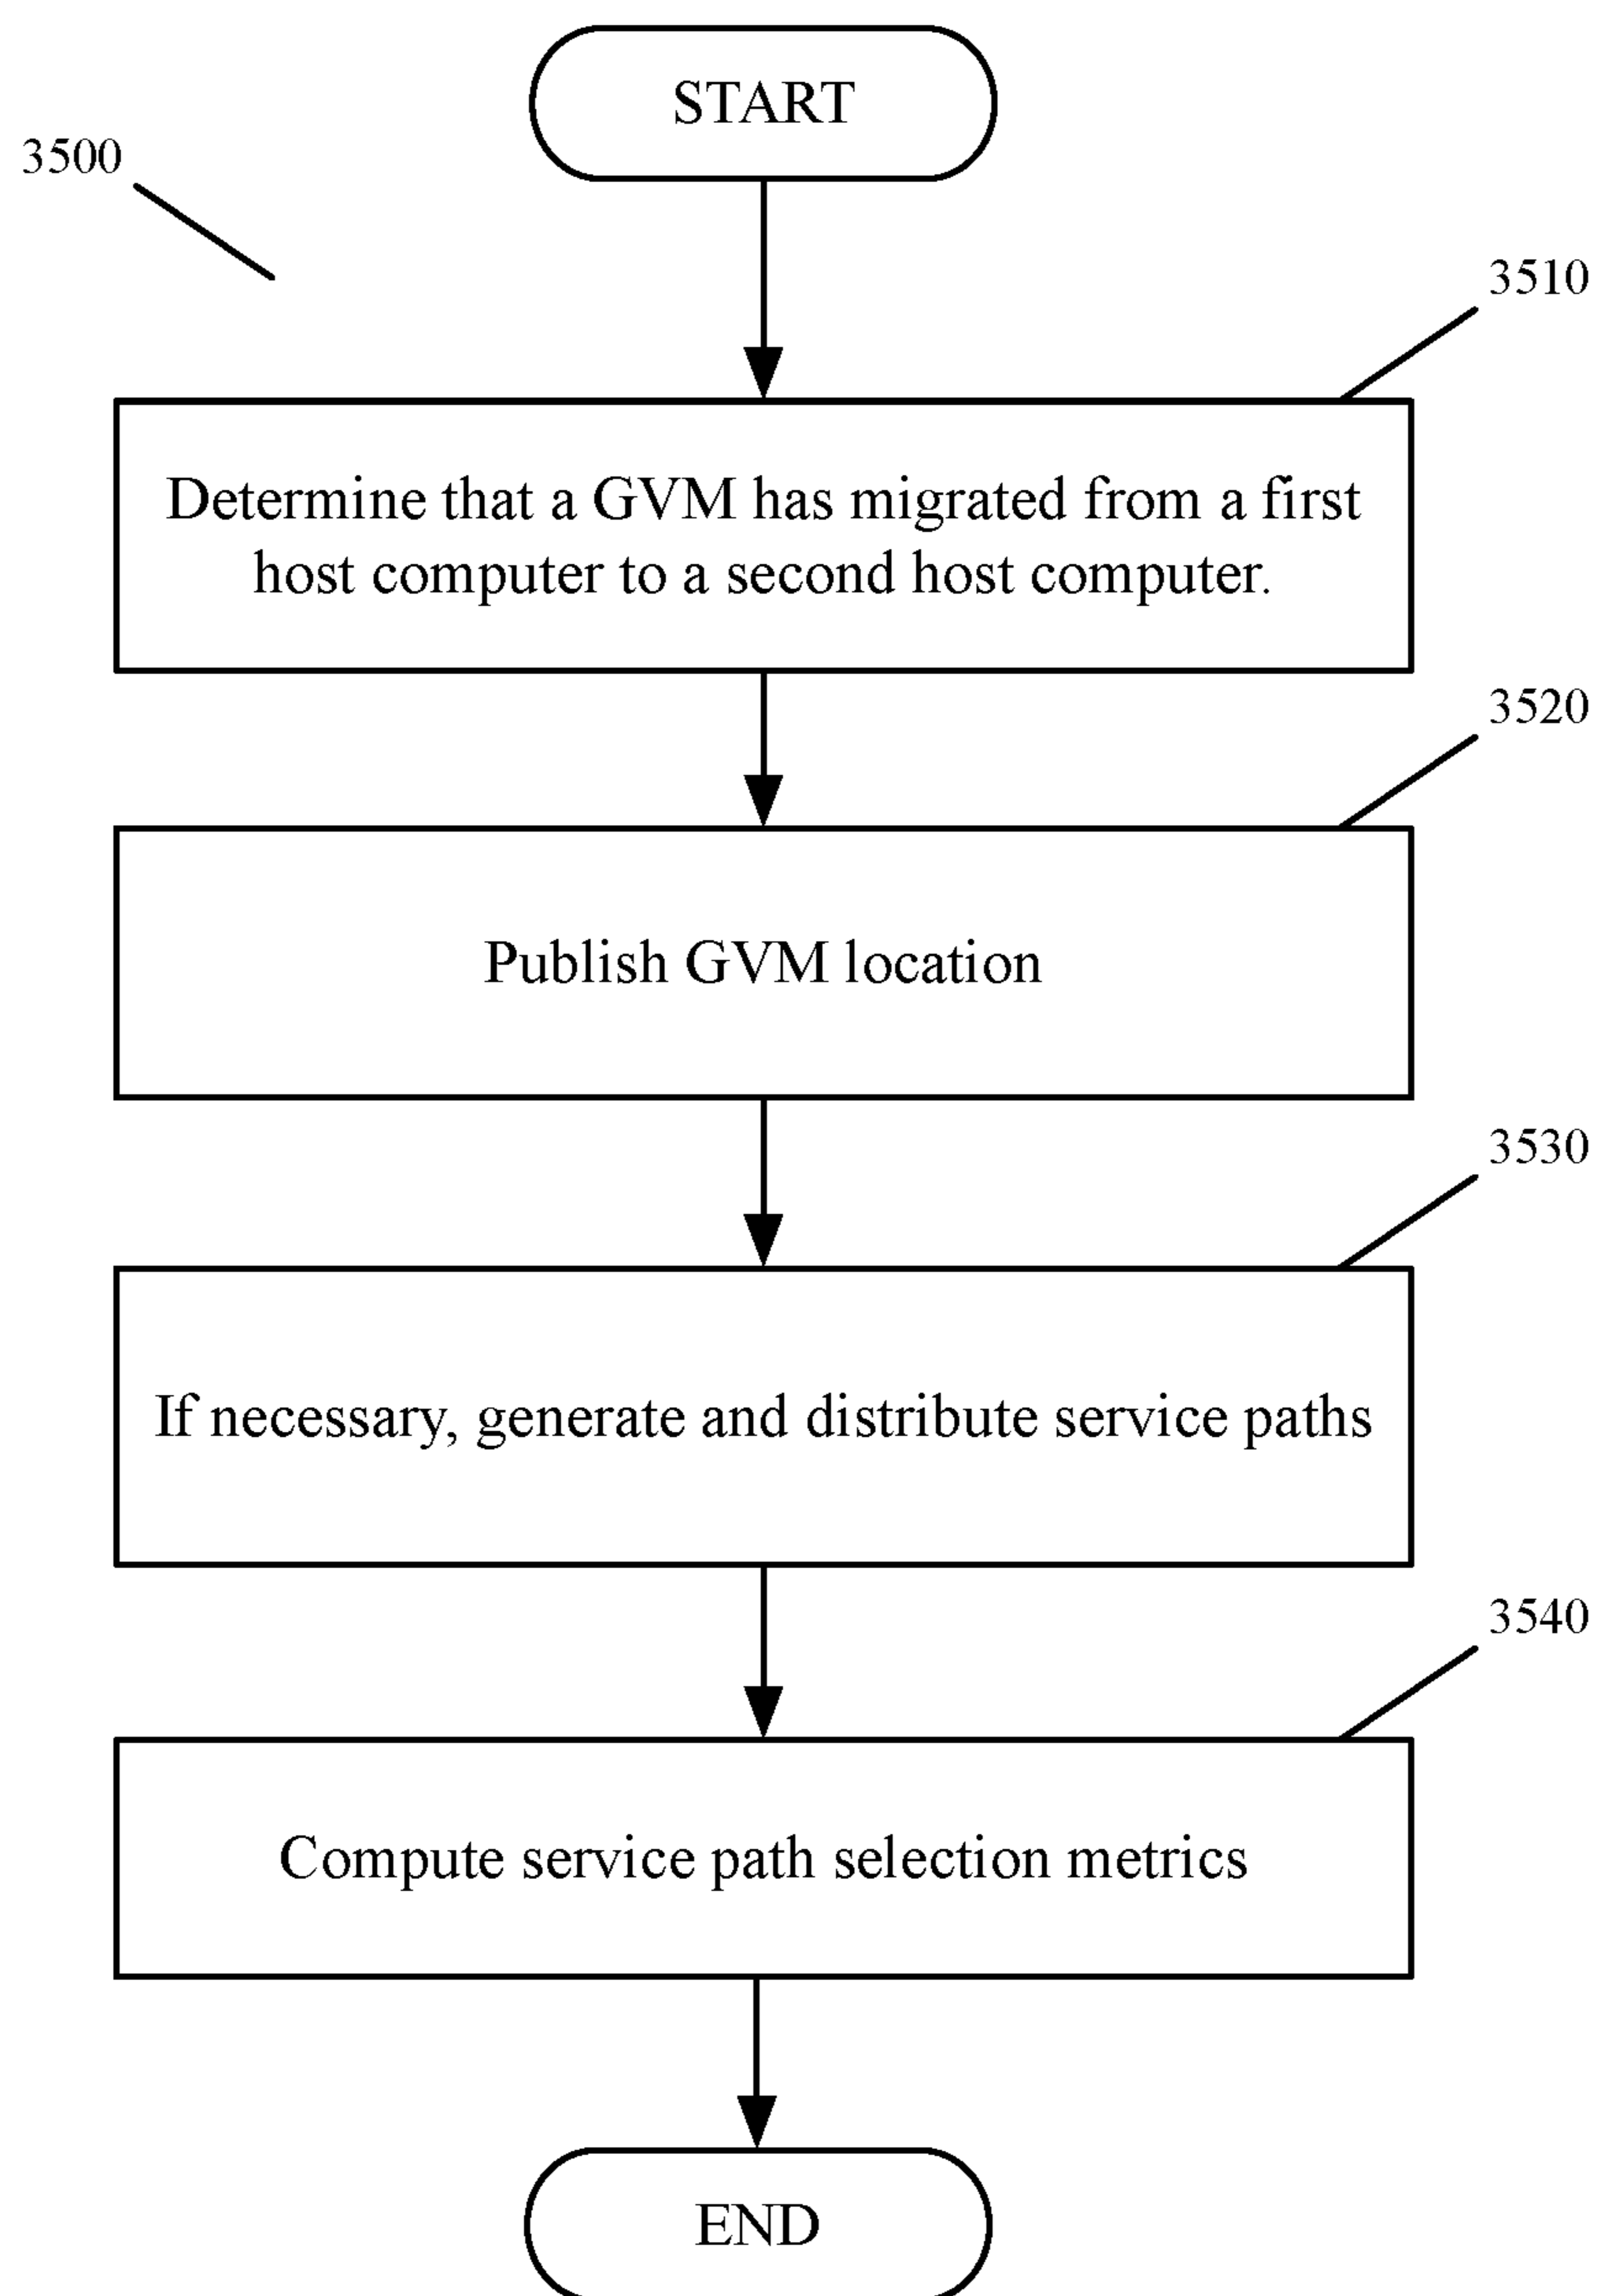 START
3500
3510
Determine that a GVM has migrated from a first
host computer to a second host computer.
3520
Publish GVM location
3530
If necessary, generate and distribute service paths
3540
Compute service path selection metrics
END